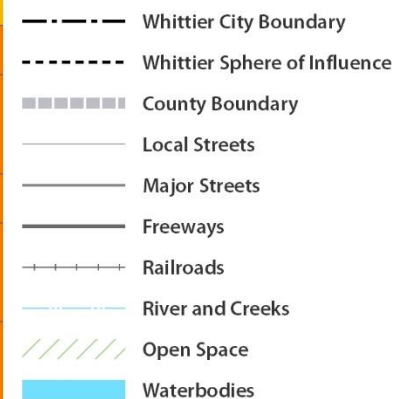 Whittier City Boundary
Whittier Sphere of Influence
County Boundary
Local Streets
Major Streets
Freeways
Railroads
River and Creeks
Open Space
Waterbodies